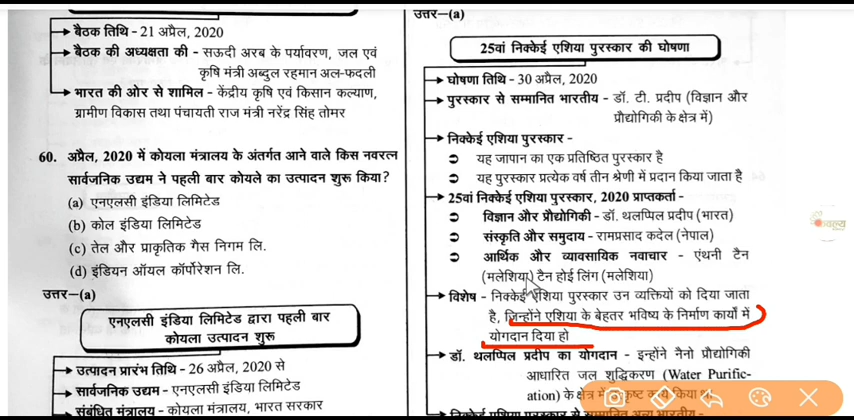 बैठक तिथि - 21 अप्रैल, 2020
बैठक की अध्यक्षता की - सऊदी अरब के पर्यावरण, जल एवं
कृषि मंत्री अब्दुल रहमान अल-फदली
भारत की ओर से शामिल - केंद्रीय कृषि एवं किसान कल्याण,
ग्रामीण विकास तथा पंचायती राज मंत्री नरेंद्र सिंह तोमर
60. अप्रैल, 2020 में कोयला मंत्रालय के अंतर्गत आने वाले किस नवरत्न
सार्वजनिक उद्यम ने पहली बार कोयले का उत्पादन शुरू किया?
(a) एनएलसी इंडिया लिमिटेड
(b) कोल इंडिया लिमिटेड
(c) तेल और प्राकृतिक गैस निगम लि.
(d) इंडियन ऑयल कॉर्पोरेशन लि.
उत्तर—(a)
एनएलसी इंडिया लिमिटेड द्वारा पहली बार
कोयला उत्पादन शुरू
उत्पादन प्रारंभ तिथि - 26 अप्रैल, 2020 से
सार्वजनिक उद्यम - एनएलसी इंडिया लिमिटेड
संबंधित मंत्रालय - कोयला मंत्रालय, भारत सरकार
उत्तर—(a)
25वां निक्केई एशिया पुरस्कार की घोषणा
घोषणा तिथि - 30 अप्रैल, 2020
पुरस्कार से सम्मानित भारतीय - डॉ. टी. प्रदीप (विज्ञान और
प्रौद्योगिकी के क्षेत्र में)
निक्केई एशिया पुरस्कार -
यह जापान का एक प्रतिष्ठित पुरस्कार है
यह पुरस्कार प्रत्येक वर्ष तीन श्रेणी में प्रदान किया जाता है
25वां निक्केई एशिया पुरस्कार, 2020 प्राप्तकर्ता -
विज्ञान और प्रौद्योगिकी - डॉ. थलप्पिल प्रदीप (भारत)
संस्कृति और समुदाय - रामप्रसाद कदेल (नेपाल)
आर्थिक और व्यावसायिक नवाचार - एंथनी टैन
(मलेशिया) टैन होई लिंग (मलेशिया)
विशेष - निक्केई एशिया पुरस्कार उन व्यक्तियों को दिया जाता
है, जिन्होंने एशिया के बेहतर भविष्य के निर्माण कार्यों में
योगदान दिया हो
डॉ. थलप्पिल प्रदीप का योगदान - इन्होंने नैनो प्रौद्योगिकी
आधारित जल शुद्धिकरण (Water Purific-
ation) के क्षेत्र में
निक्केई एशिया पुरस्कार से सम्मानित अन्य भारतीय -